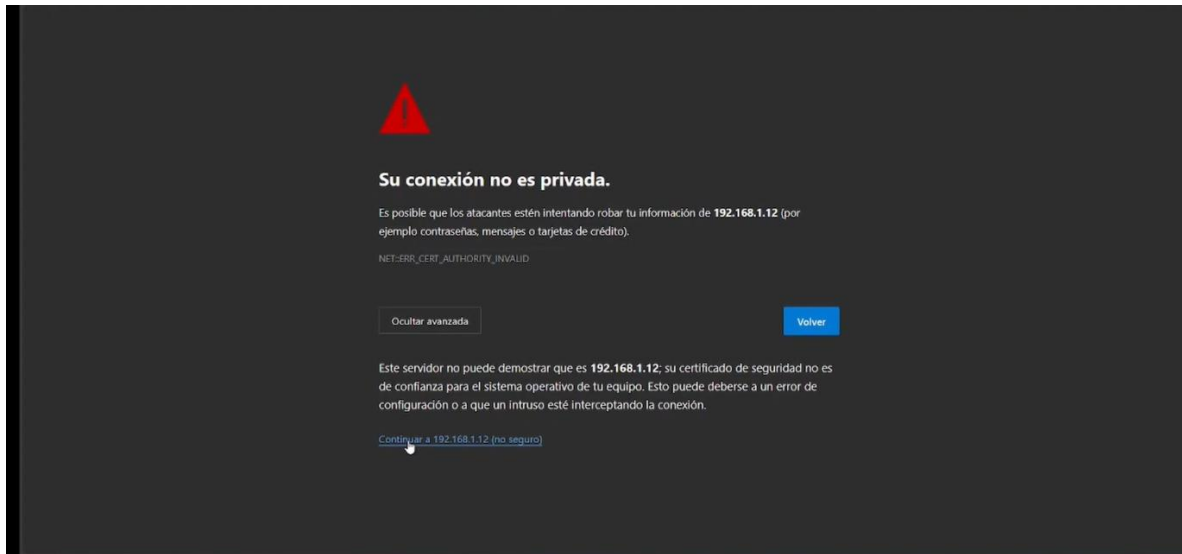 Su conexión no es privada.
Es posible que los atacantes estén intentando robar tu información de 192.168.1.12 (por
ejemplo contraseñas, mensajes o tarjetas de crédito).
NET::ERR_CERT_AUTHORITY_INVALID
Ocultar avanzada
Volver
Este servidor no puede demostrar que es 192.168.1.12; su certificado de seguridad no es
de confianza para el sistema operativo de tu equipo. Esto puede deberse a un error de
configuración o a que un intruso esté interceptando la conexión.
Continuar a 192.168.1.12 (no seguro)